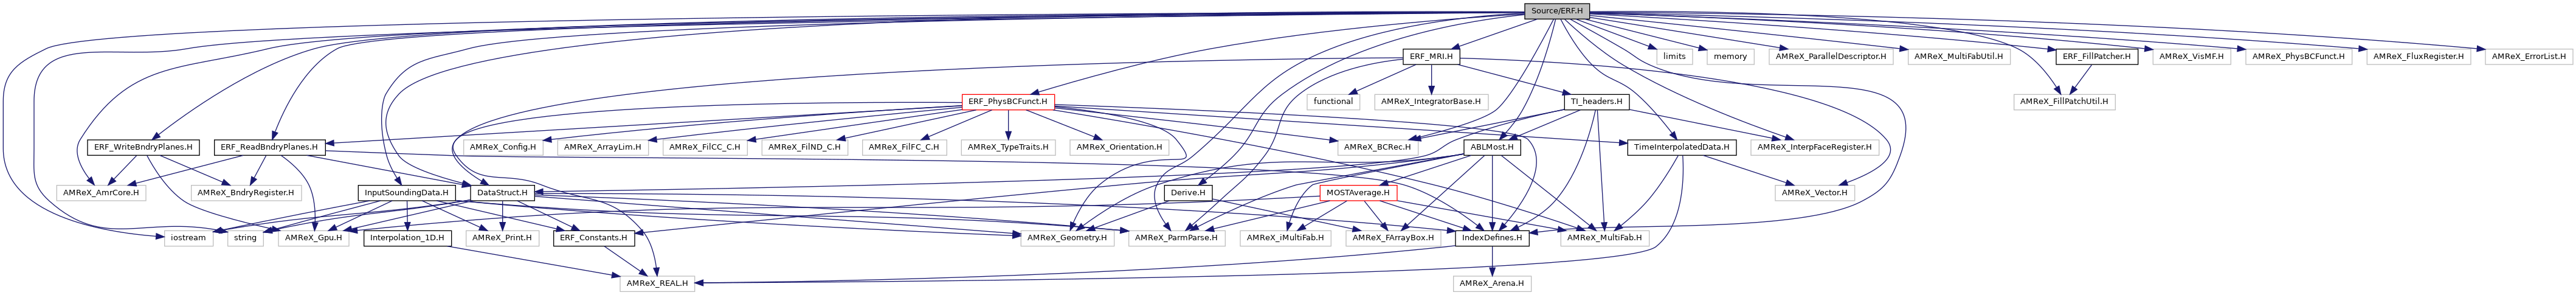 Source/ERF.H
ERF_MRI.H
limits
memory
AMReX_ParallelDescriptor.H
AMReX_MultiFabUtil.H
ERF_FillPatcher.H
AMReX_VisMF.H
AMReX_PhysBCFunct.H
AMReX_FluxRegister.H
AMReX_ErrorList.H
ERF_PhysBCFunct.H
functional
AMReX_IntegratorBase.H
TI_headers.H
AMReX_FillPatchUtil.H
ERF_WriteBndryPlanes.H
ERF_ReadBndryPlanes.H
AMReX_Config.H
AMReX_ArrayLim.H
AMReX_FilCC_C.H
AMReX_FilND_C.H
AMReX_FilFC_C.H
AMReX_TypeTraits.H
AMReX_Orientation.H
AMReX_BCRec.H
ABLMost.H
TimeInterpolatedData.H
AMReX_InterpFaceRegister.H
AMReX_AmrCore.H
AMReX_BndryRegister.H
InputSoundingData.H
DataStruct.H
Derive.H
MOSTAverage.H
AMReX_Vector.H
iostream
string
AMReX_Gpu.H
Interpolation_1D.H
AMReX_Print.H
ERF_Constants.H
AMReX_Geometry.H
AMReX_ParmParse.H
AMReX_iMultiFab.H
AMReX_FArrayBox.H
IndexDefines.H
AMReX_MultiFab.H
AMReX_REAL.H
AMReX_Arena.H